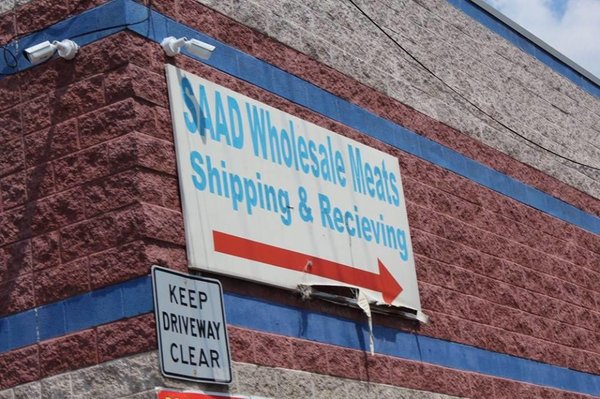 SAAD Wholesale Meats
Shipping & Recieving
KEEP
DRIVEWAY
CLEAR